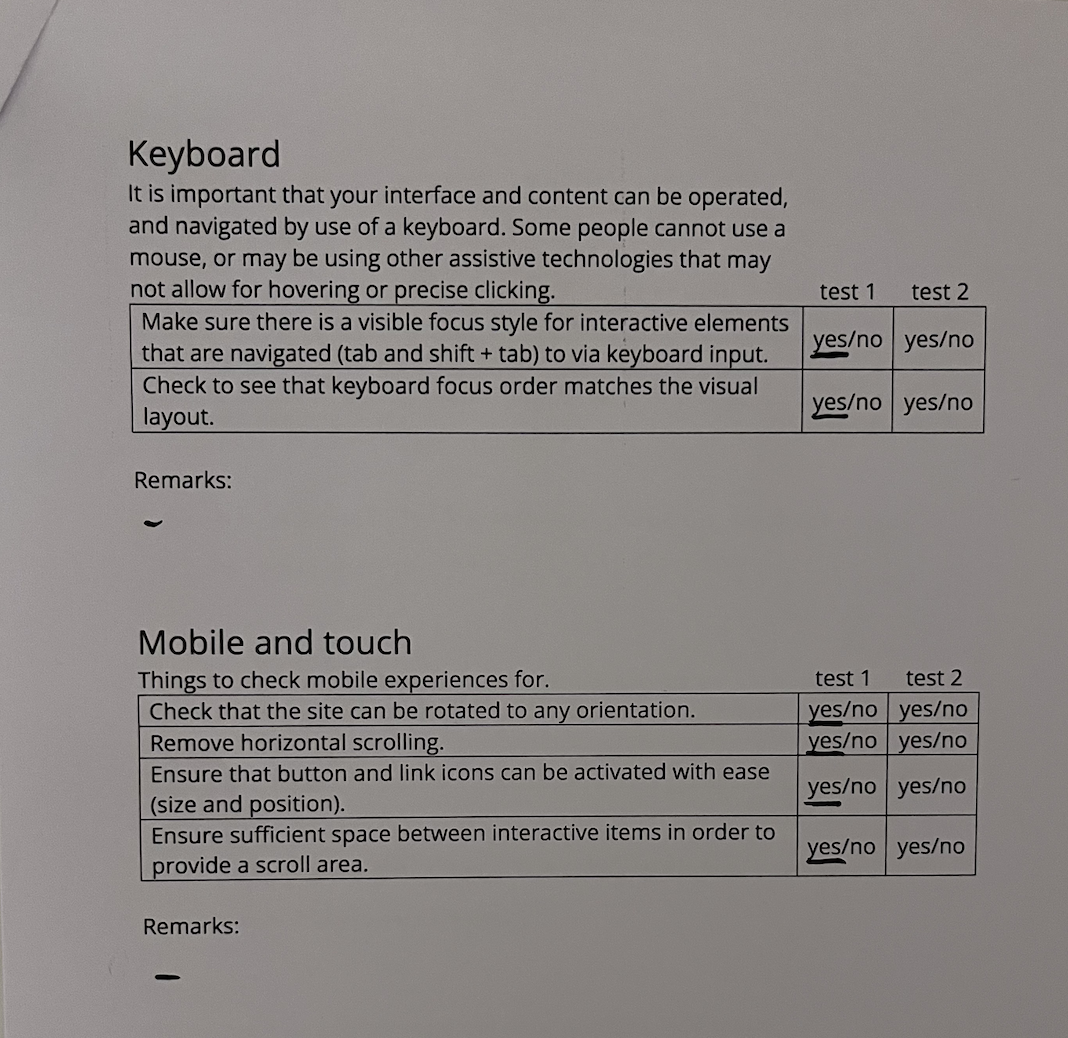 Keyboard
It is important that your interface and content can be operated,
and navigated by use of a keyboard. Some people cannot use a
mouse, or may be using other assistive technologies that may
not allow for hovering or precise clicking. test 1 test 2
Make sure there is a visible focus style for interactive elements
that are navigated (tab and shift + tab) to via keyboard input. yes/no yes/no
Check to see that keyboard focus order matches the visual
layout. yes/no yes/no
Remarks:
-
Mobile and touch
Things to check mobile experiences for. test 1 test 2
Check that the site can be rotated to any orientation. yes/no yes/no
Remove horizontal scrolling. yes/no yes/no
Ensure that button and link icons can be activated with ease
(size and position). yes/no yes/no
Ensure sufficient space between interactive items in order to
provide a scroll area. yes/no yes/no
Remarks:
-